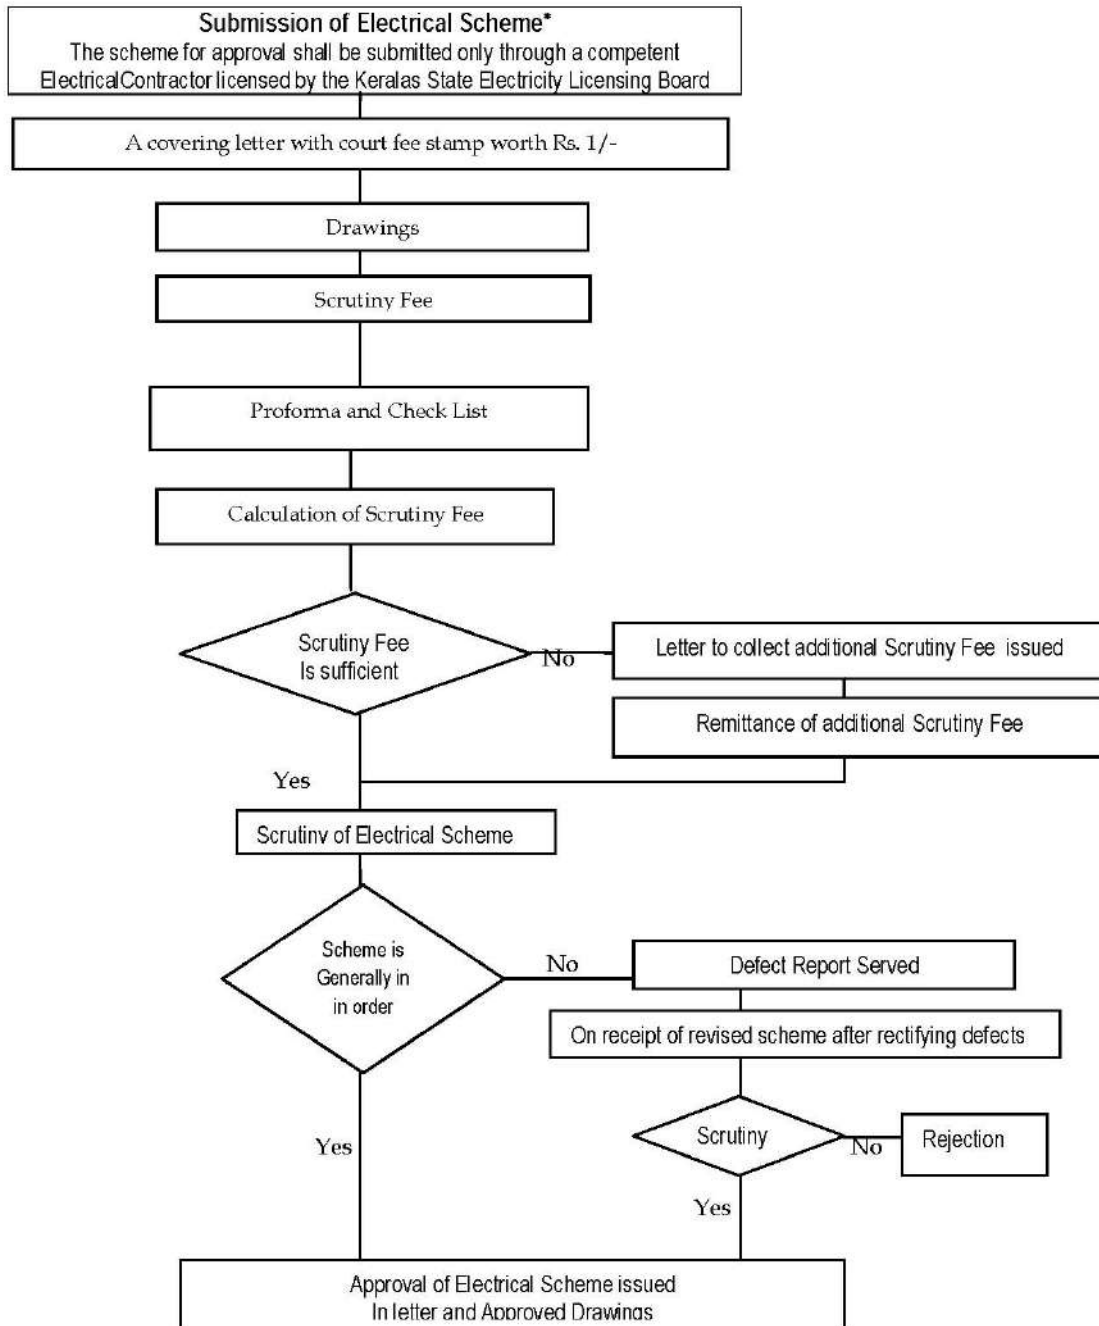 Submission of Electrical Scheme*
The scheme for approval shall be submitted only through a competent
ElectricalContractor licensed by the Keralas State Electricity Licensing Board
A covering letter with court fee stamp worth Rs. 1/-
Drawings
Scrutiny Fee
Proforma and Check List
Calculation of Scrutiny Fee
Scrutiny Fee
Is sufficient
No
Letter to collect additional Scrutiny Fee issued
Remittance of additional Scrutiny Fee
Yes
Scrutiny of Electrical Scheme
Scheme is
Generally in
in order
No
Defect Report Served
On receipt of revised scheme after rectifying defects
Scrutiny
No
Rejection
Yes
Yes
Approval of Electrical Scheme issued
In letter and Approved Drawings